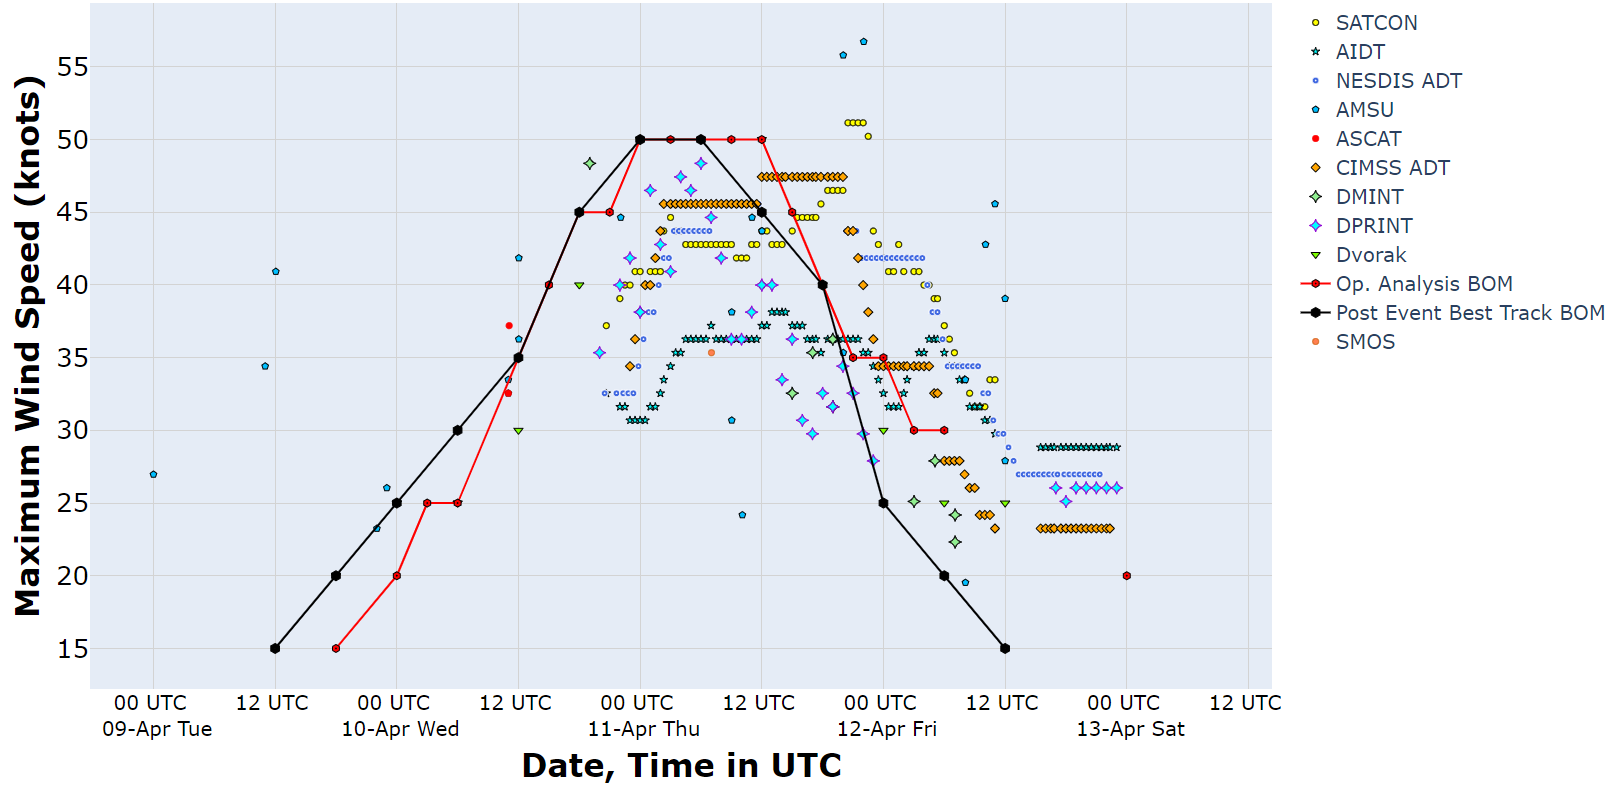 Maximum Wind Speed (knots)
55
50
45
40
35
30
25
20
15
00 UTC
09-Apr Tue
12 UTC
00 UTC
10-Apr Wed
12 UTC
00 UTC
11-Apr Thu
12 UTC
00 UTC
12-Apr Fri
12 UTC
00 UTC
13-Apr Sat
12 UTC
Date, Time in UTC
SATCON
AIDT
NESDIS ADT
AMSU
ASCAT
CIMSS ADT
DMINT
DPRINT
Dvorak
Op. Analysis BOM
Post Event Best Track BOM
SMOS